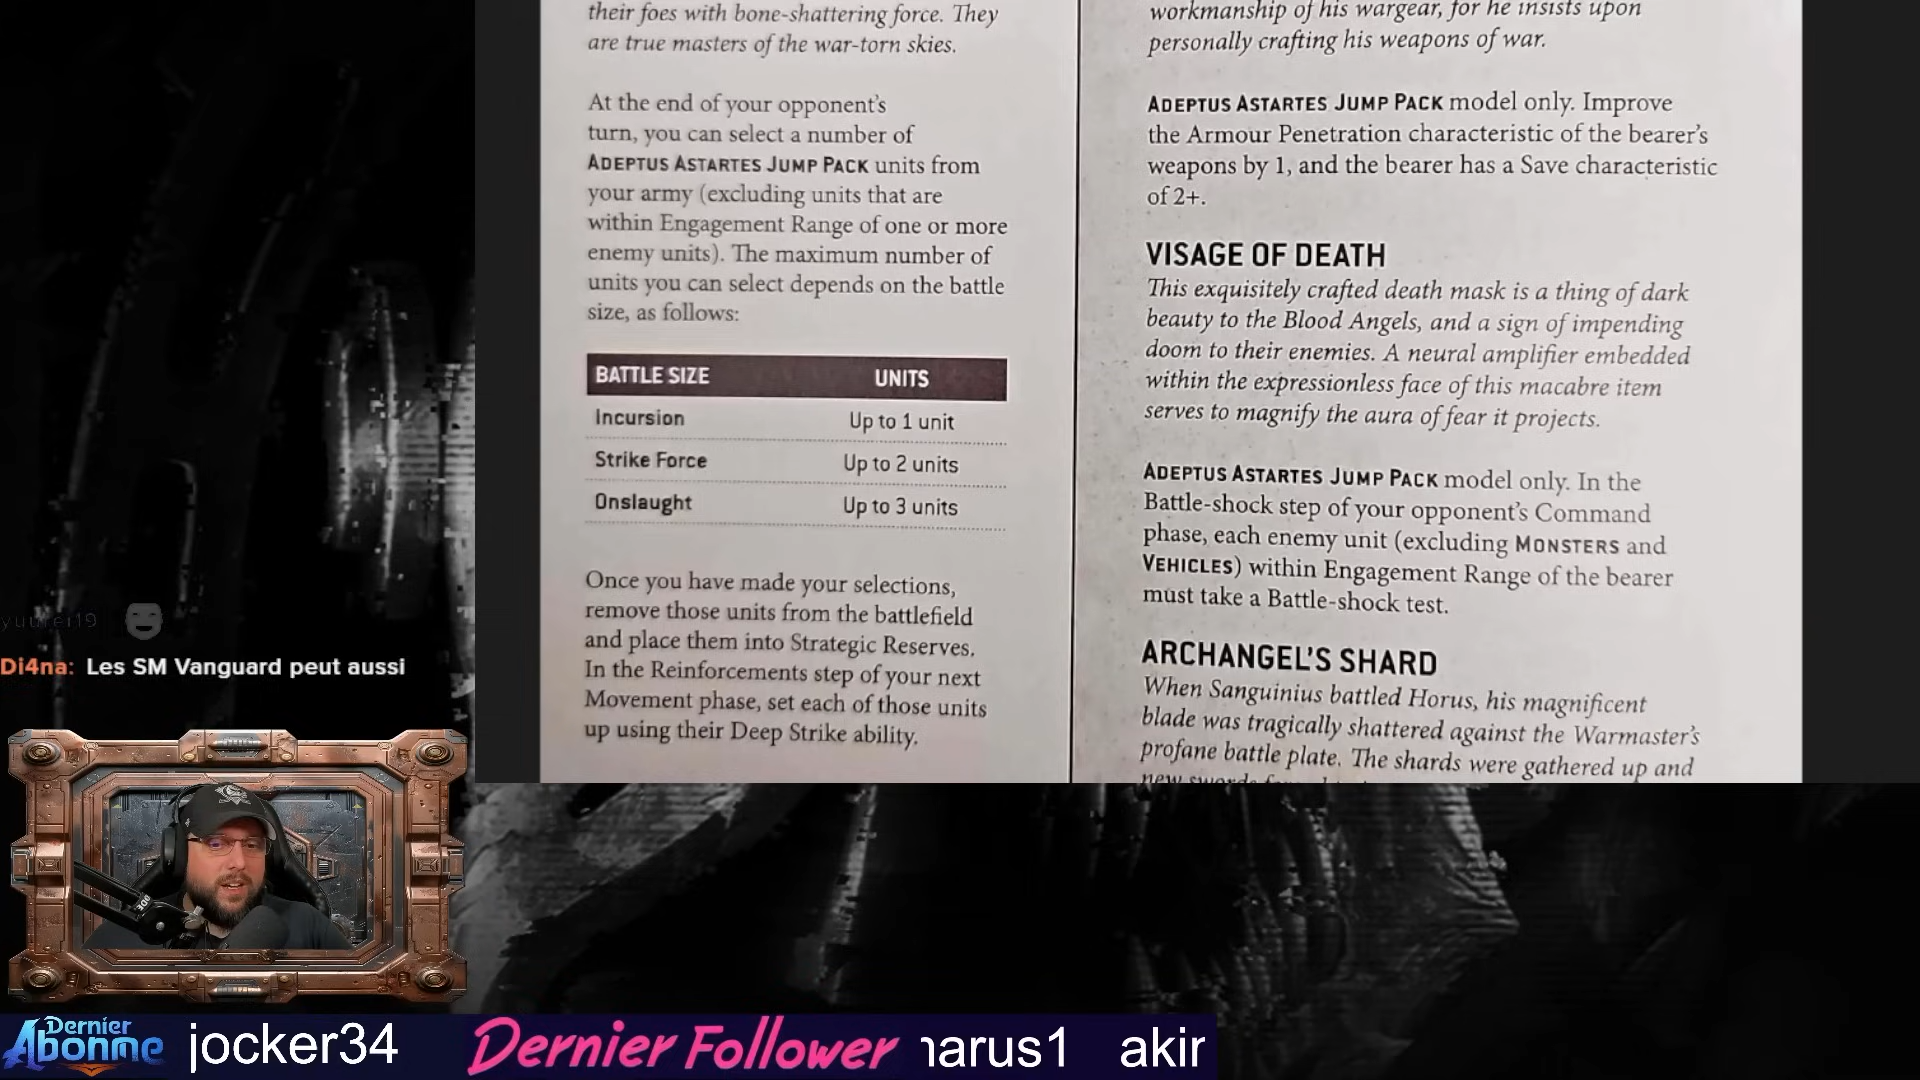 their foes with bone-shattering force. They
are true masters of the war-torn skies.
At the end of your opponent's
turn, you can select a number of
ADEPTUS ASTARTES JUMP PACK units from
your army (excluding units that are
within Engagement Range of one or more
enemy units). The maximum number of
units you can select depends on the battle
size, as follows:
BATTLE SIZE UNITS
Incursion Up to 1 unit
Strike Force Up to 2 units
Onslaught Up to 3 units
Once you have made your selections,
remove those units from the battlefield
and place them into Strategic Reserves.
In the Reinforcements step of your next
Movement phase, set each of those units
up using their Deep Strike ability.
workmanship of his wargear, for he insists upon
personally crafting his weapons of war.
ADEPTUS ASTARTES JUMP PACK model only. Improve
the Armour Penetration characteristic of the bearer's
weapons by 1, and the bearer has a Save characteristic
of 2+.
VISAGE OF DEATH
This exquisitely crafted death mask is a thing of dark
beauty to the Blood Angels, and a sign of impending
doom to their enemies. A neural amplifier embedded
within the expressionless face of this macabre item
serves to magnify the aura of fear it projects.
ADEPTUS ASTARTES JUMP PACK model only. In the
Battle-shock step of your opponent's Command
phase, each enemy unit (excluding MONSTERS and
VEHICLES) within Engagement Range of the bearer
must take a Battle-shock test.
ARCHANGEL'S SHARD
When Sanguinius battled Horus, his magnificent
blade was tragically shattered against the Warmaster's
profane battle plate. The shards were gathered up and
yuurei19
Di4na: Les SM Vanguard peut aussi
Dernier
Abonné jocker34 Dernier Follower narus1 akir